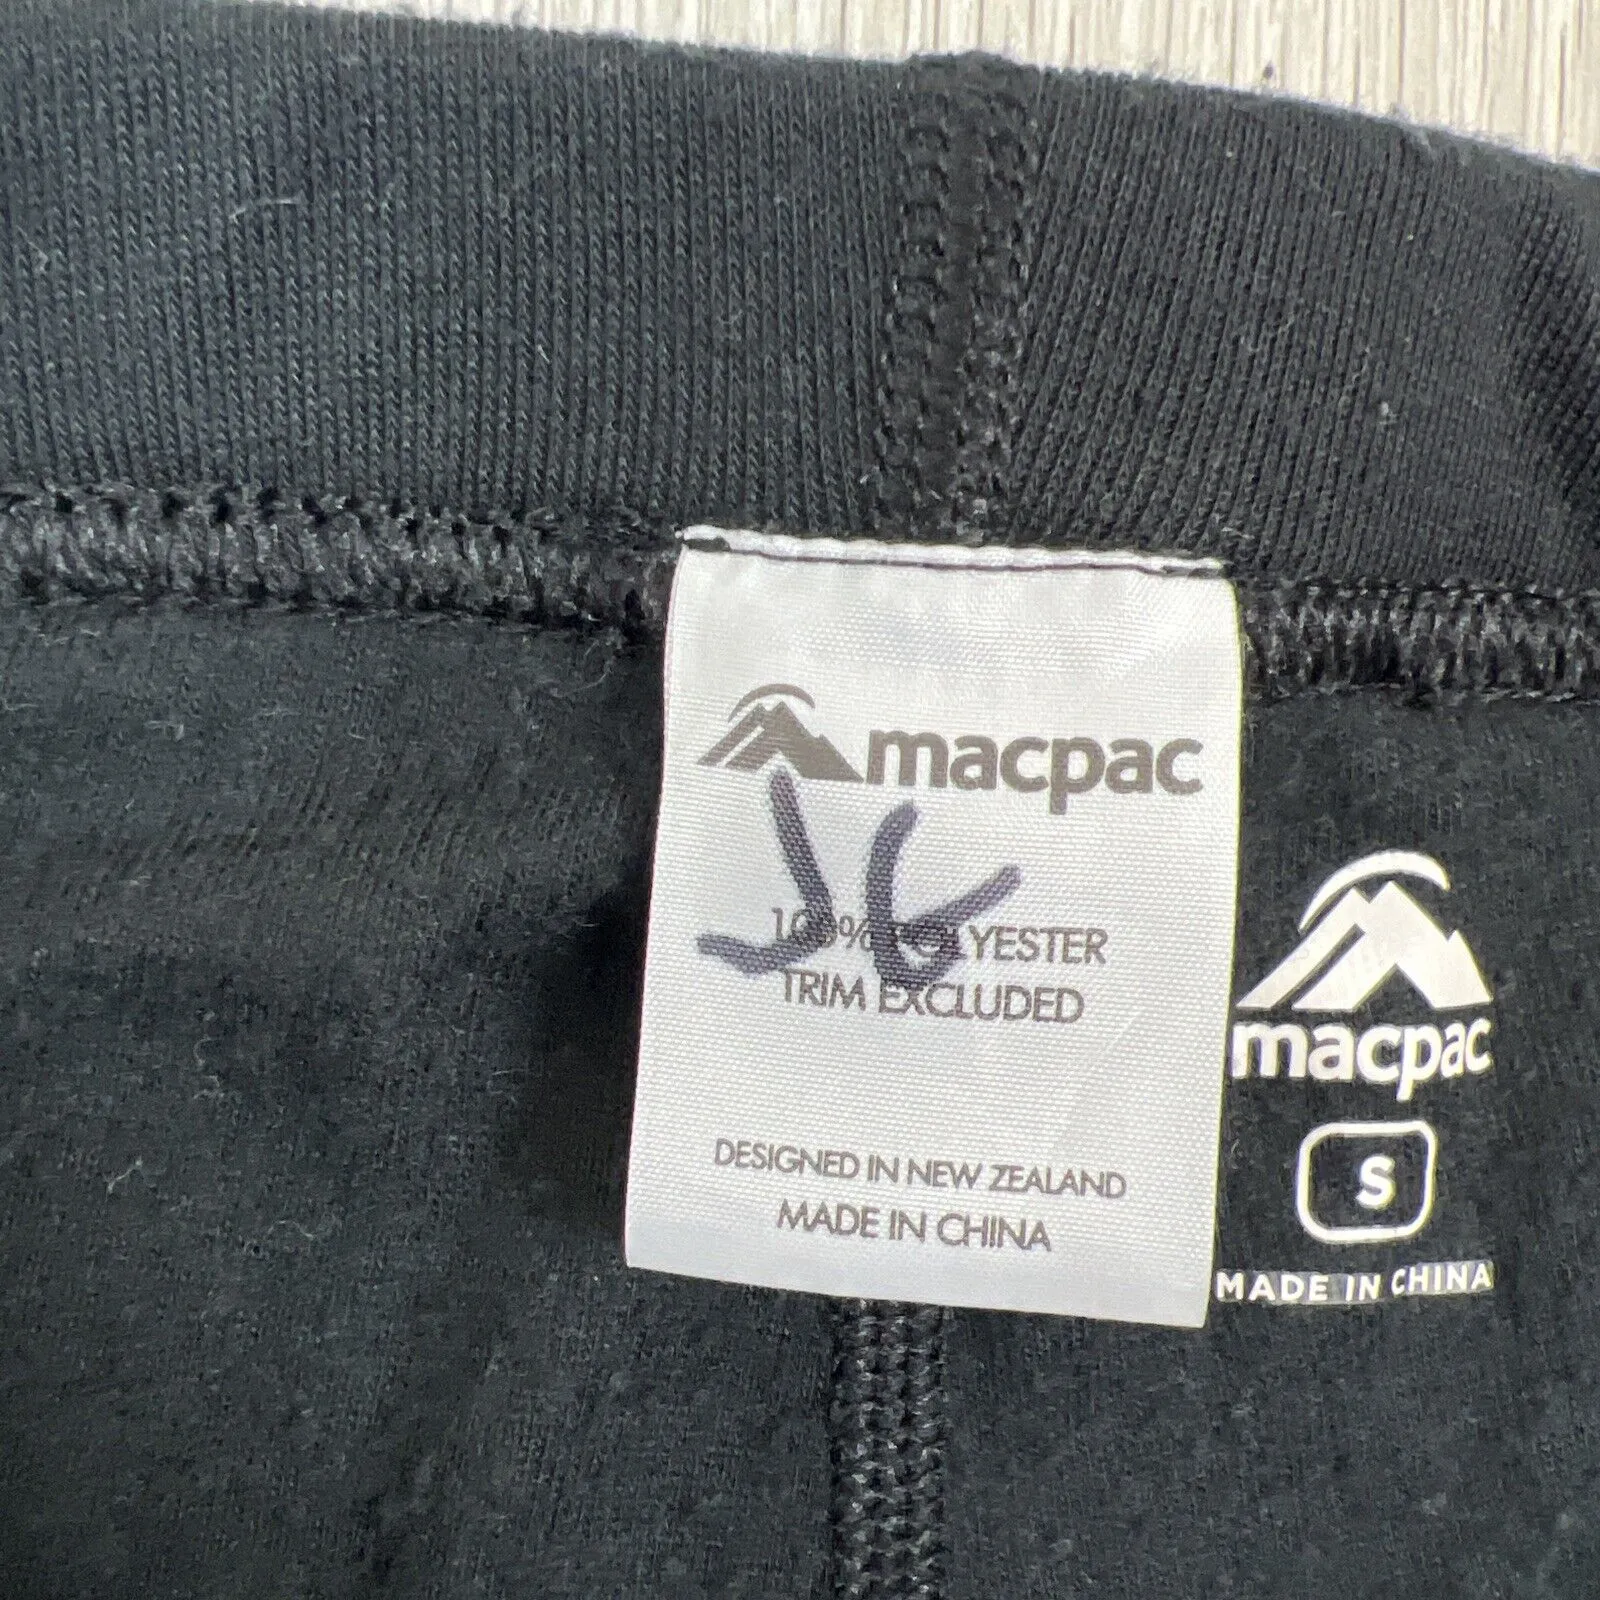 macpac
JG
100% POLYESTER
TRIM EXCLUDED
DESIGNED IN NEW ZEALAND
MADE IN CHINA
macpac
S
MADE IN CHINA